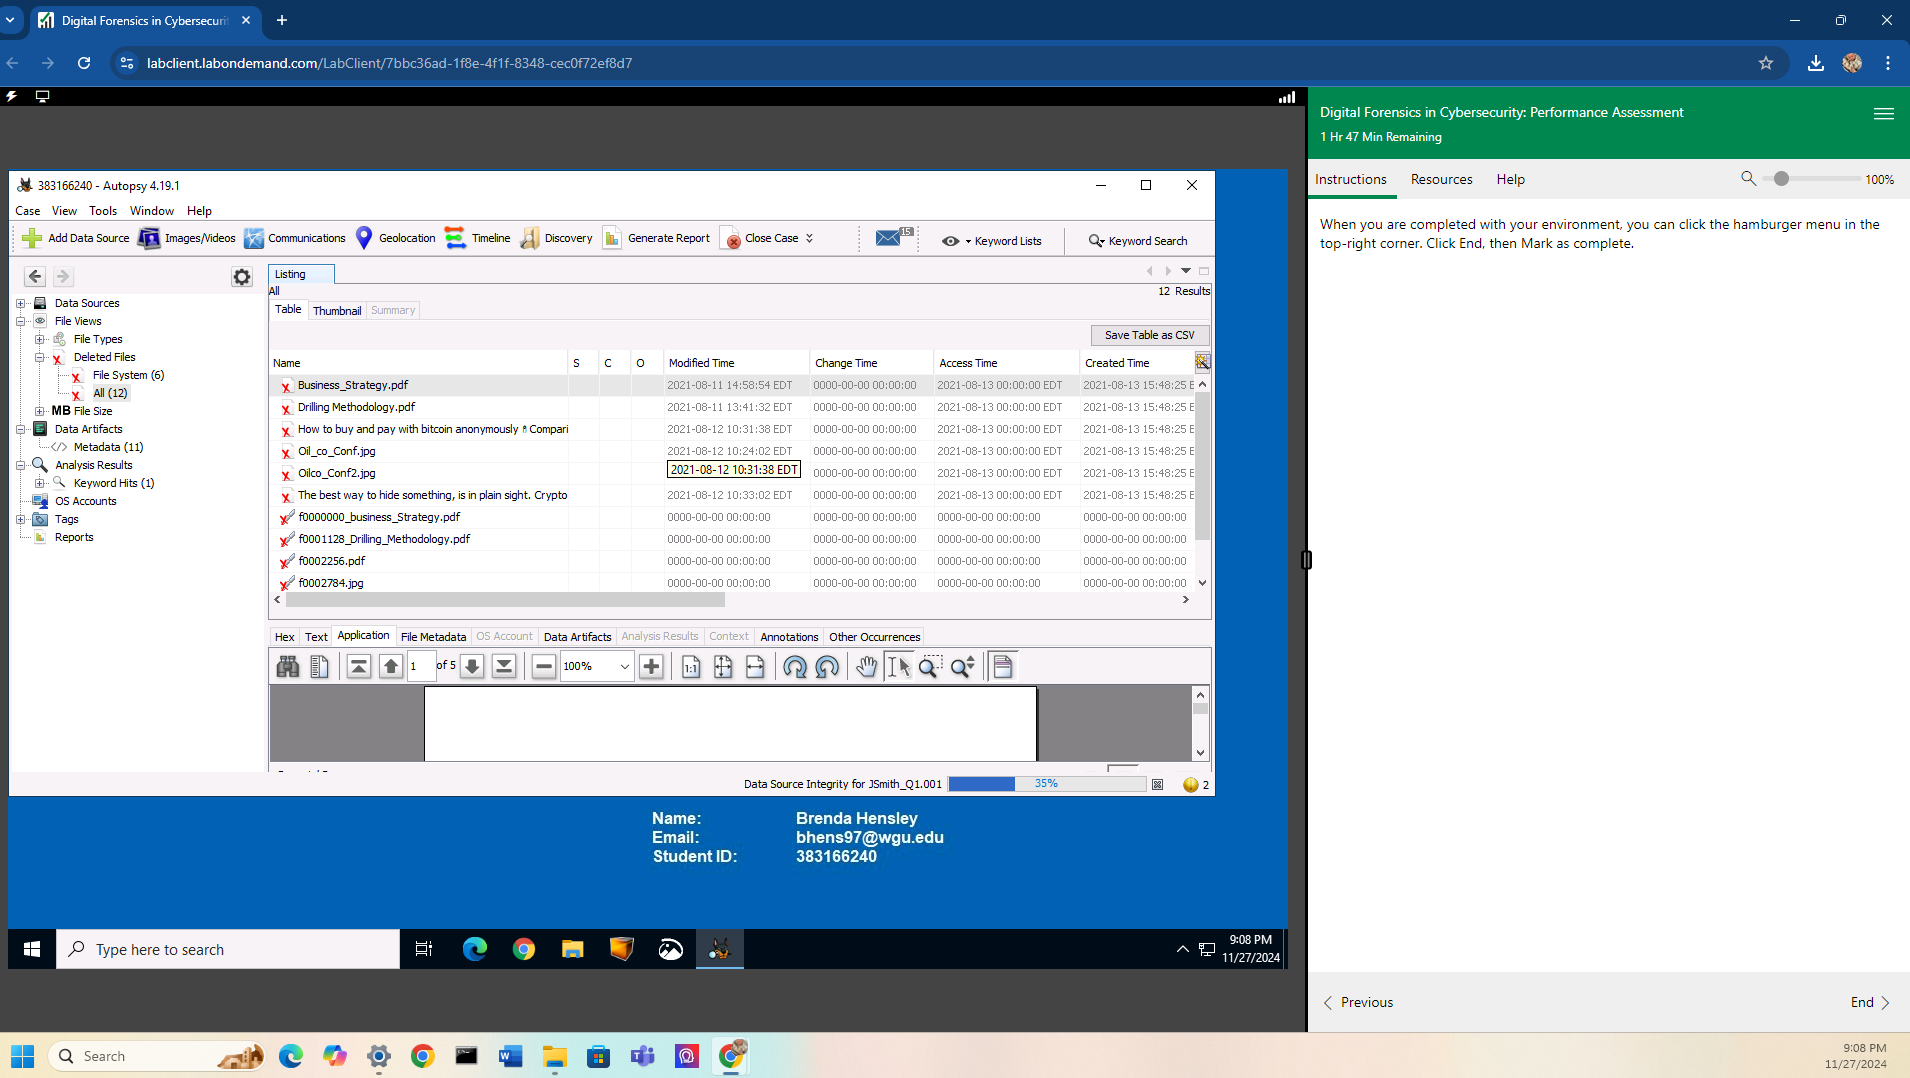 Digital Forensics in Cybersecuri
labclient.labondemand.com/LabClient/7bbc36ad-1f8e-4f1f-8348-cec0f72ef8d7
Digital Forensics in Cybersecurity: Performance Assessment
1 Hr 47 Min Remaining
Instructions Resources Help 100%
When you are completed with your environment, you can click the hamburger menu in the
top-right corner. Click End, then Mark as complete.
383166240 - Autopsy 4.19.1
Case View Tools Window Help
Add Data Source Images/Videos Communications Geolocation Timeline Discovery Generate Report Close Case 15 Keyword Lists Keyword Search
Data Sources
File Views
File Types
Deleted Files
File System (6)
All (12)
MB File Size
Data Artifacts
Metadata (11)
Analysis Results
Keyword Hits (1)
OS Accounts
Tags
Reports
Listing
All 12 Results
Table Thumbnail Summary
Save Table as CSV
Name S C O Modified Time Change Time Access Time Created Time
Business_Strategy.pdf 2021-08-11 14:58:54 EDT 0000-00-00 00:00:00 2021-08-13 00:00:00 EDT 2021-08-13 15:48:25 E
Drilling Methodology.pdf 2021-08-11 13:41:32 EDT 0000-00-00 00:00:00 2021-08-13 00:00:00 EDT 2021-08-13 15:48:25 E
How to buy and pay with bitcoin anonymously Compari 2021-08-12 10:31:38 EDT 0000-00-00 00:00:00 2021-08-13 00:00:00 EDT 2021-08-13 15:48:25 E
Oil_co_Conf.jpg 2021-08-12 10:24:02 EDT 0000-00-00 00:00:00 2021-08-13 00:00:00 EDT 2021-08-13 15:48:25 E
Oilco_Conf2.jpg 2021-08-12 10:31:38 EDT 0000-00-00 00:00:00 2021-08-13 00:00:00 EDT 2021-08-13 15:48:25 E
The best way to hide something, is in plain sight. Crypto 2021-08-12 10:33:02 EDT 0000-00-00 00:00:00 2021-08-13 00:00:00 EDT 2021-08-13 15:48:25 E
f0000000_business_Strategy.pdf 0000-00-00 00:00:00 0000-00-00 00:00:00 0000-00-00 00:00:00 0000-00-00 00:00:00
f0001128_Drilling_Methodology.pdf 0000-00-00 00:00:00 0000-00-00 00:00:00 0000-00-00 00:00:00 0000-00-00 00:00:00
f0002256.pdf 0000-00-00 00:00:00 0000-00-00 00:00:00 0000-00-00 00:00:00 0000-00-00 00:00:00
f0002784.jpg 0000-00-00 00:00:00 0000-00-00 00:00:00 0000-00-00 00:00:00 0000-00-00 00:00:00
Hex Text Application File Metadata OS Account Data Artifacts Analysis Results Context Annotations Other Occurrences
1 of 5 100% 1:1
Data Source Integrity for JSmith_Q1.001 35% 2
Name: Brenda Hensley
Email: bhens97@wgu.edu
Student ID: 383166240
Type here to search
9:08 PM
11/27/2024
Previous End
Search
9:08 PM
11/27/2024